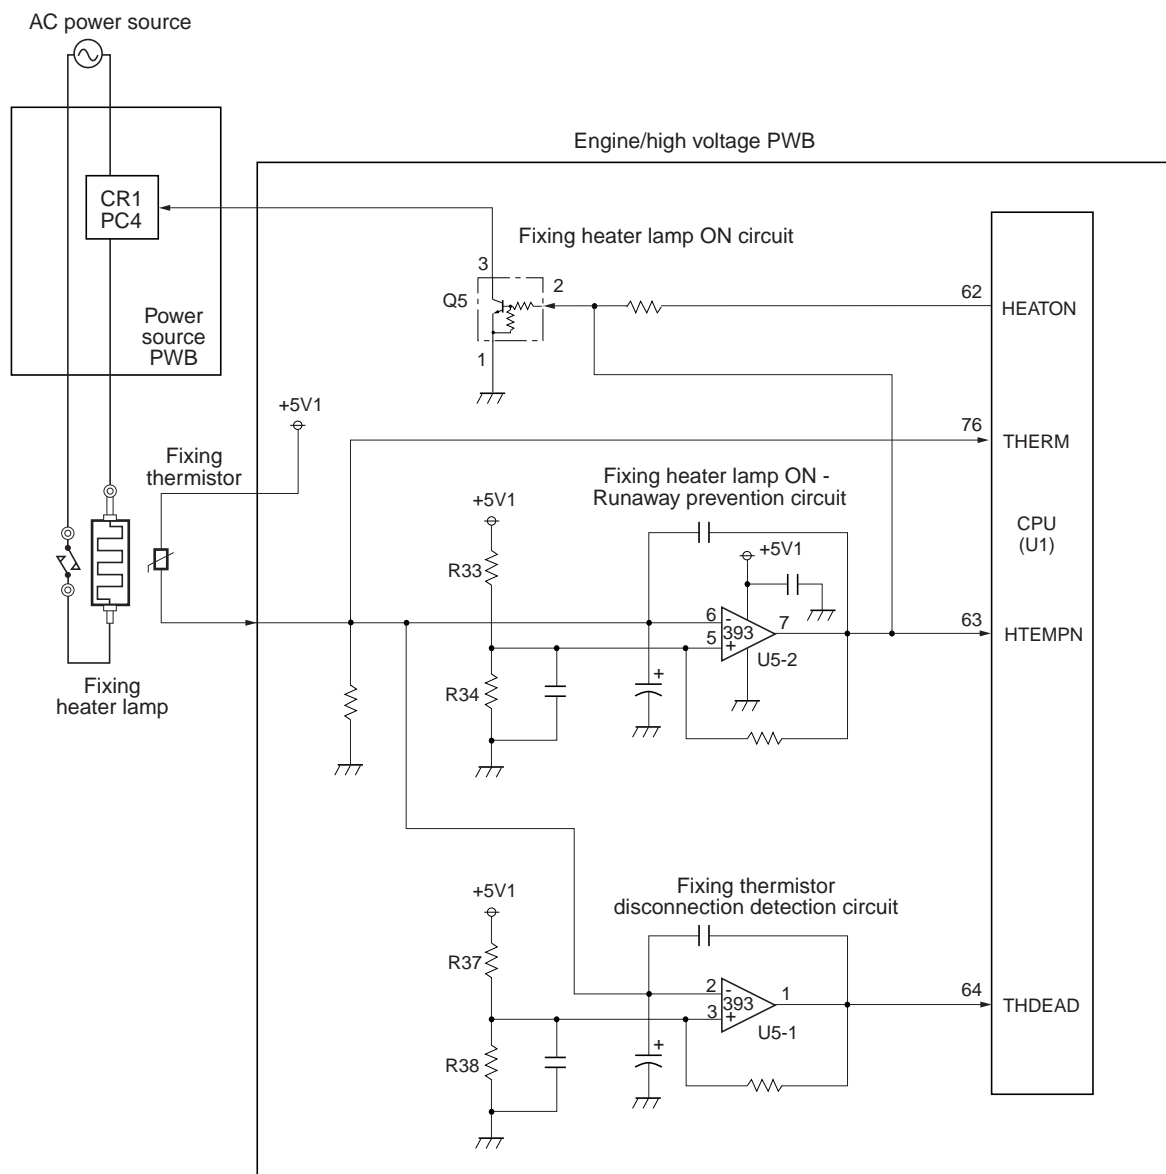 AC power source
Engine/high voltage PWB
CR1
PC4
Fixing heater lamp ON circuit
3
2
Q5
1
62
HEATON
Power
source
PWB
+5V1
76
THERM
Fixing
thermistor
Fixing heater lamp ON -
Runaway prevention circuit
+5V1
+5V1
CPU
(U1)
R33
6
-
393
5
+
7
U5-2
63
HTEMPN
R34
+
Fixing
heater lamp
+5V1
Fixing thermistor
disconnection detection circuit
R37
2
-
393
3
+
1
U5-1
64
THDEAD
R38
+